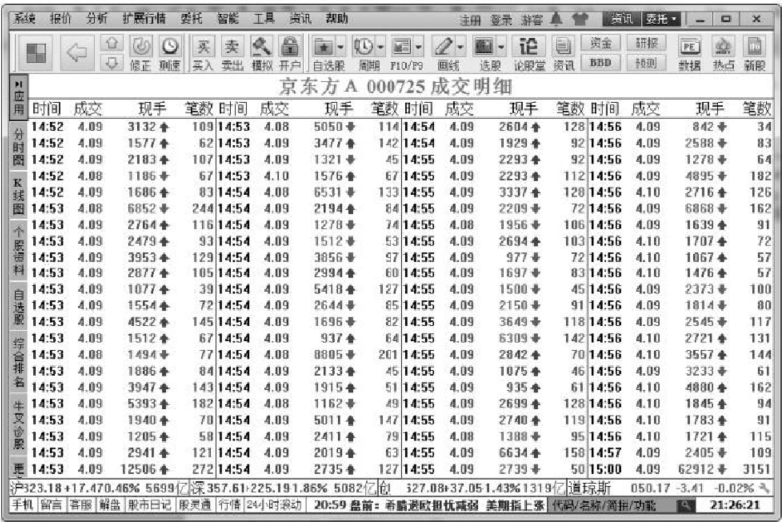 系统 报价 分析 扩展行情 委托 智能 工具 资讯 帮助 注册 登录 游客 资讯 委托
修正 测速 买入 卖出 模拟 开户 自选股 周期 F10/F9 画线 选股 论股堂 资讯 资金 BBD 研报 预测 数据 热点 新股
买 卖 论 PE
京东方A 000725 成交明细
应用
分时图
K线图
个股资料
自选股
综合排名
牛叉诊股
更
时间 成交 现手 笔数 时间 成交 现手 笔数 时间 成交 现手 笔数 时间 成交 现手 笔数
14:52 4.09 3132 ↑ 109 14:53 4.08 5050 ↓ 114 14:54 4.09 2604 ↑ 128 14:56 4.09 842 ↓ 34
14:52 4.09 1577 ↑ 62 14:53 4.09 3477 ↑ 142 14:54 4.09 1929 ↑ 92 14:56 4.09 2588 ↓ 83
14:52 4.09 2183 ↑ 107 14:53 4.09 1321 ↓ 45 14:55 4.09 2293 ↑ 92 14:56 4.09 1278 ↓ 64
14:52 4.08 1186 ↓ 67 14:53 4.10 1576 ↑ 67 14:55 4.09 2293 ↑ 112 14:56 4.09 4895 ↓ 182
14:52 4.09 1686 ↑ 83 14:54 4.08 6531 ↓ 133 14:55 4.09 3337 ↑ 128 14:56 4.10 2716 ↑ 126
14:53 4.08 6852 ↓ 244 14:54 4.09 2194 ↑ 84 14:55 4.09 2209 ↓ 72 14:56 4.09 6868 ↓ 162
14:53 4.09 2764 ↑ 116 14:54 4.09 1278 ↓ 74 14:55 4.08 1956 ↓ 106 14:56 4.09 1639 ↑ 91
14:53 4.09 2479 ↑ 93 14:54 4.09 1512 ↓ 53 14:55 4.09 2694 ↑ 103 14:56 4.10 1707 ↑ 72
14:53 4.09 3953 ↑ 129 14:54 4.09 3856 ↓ 97 14:55 4.09 977 ↓ 72 14:56 4.10 1067 ↑ 57
14:53 4.09 2877 ↑ 105 14:54 4.09 2994 ↑ 60 14:55 4.09 1697 ↓ 83 14:56 4.10 1476 ↑ 57
14:53 4.09 1077 ↑ 39 14:54 4.09 5418 ↑ 127 14:55 4.09 1500 ↓ 45 14:56 4.09 2373 ↓ 100
14:53 4.09 1554 ↑ 72 14:54 4.09 2644 ↓ 85 14:55 4.09 2150 ↓ 91 14:56 4.09 1814 ↓ 80
14:53 4.09 4522 ↑ 145 14:54 4.09 1696 ↓ 82 14:55 4.09 3649 ↓ 118 14:56 4.09 2545 ↓ 117
14:53 4.09 1512 ↑ 67 14:54 4.09 937 ↑ 64 14:55 4.09 6309 ↓ 142 14:56 4.10 2721 ↑ 131
14:53 4.08 1494 ↓ 77 14:54 4.08 8805 ↓ 201 14:55 4.09 2842 ↑ 70 14:56 4.10 3557 ↑ 144
14:53 4.09 1886 ↑ 84 14:54 4.09 2133 ↑ 45 14:55 4.09 1075 ↑ 46 14:56 4.09 3233 ↓ 61
14:53 4.09 3947 ↑ 143 14:54 4.09 1915 ↑ 51 14:55 4.09 935 ↑ 61 14:56 4.10 4880 ↑ 162
14:53 4.09 5393 ↑ 182 14:54 4.08 1162 ↓ 49 14:55 4.09 2699 ↑ 128 14:56 4.10 1845 ↑ 94
14:53 4.09 1940 ↑ 70 14:54 4.09 5011 ↑ 147 14:55 4.09 2740 ↑ 119 14:56 4.10 1783 ↑ 91
14:53 4.09 1205 ↑ 58 14:54 4.09 2411 ↑ 79 14:55 4.08 1388 ↓ 95 14:56 4.10 1721 ↑ 115
14:53 4.09 2941 ↑ 121 14:54 4.09 2019 ↑ 63 14:55 4.09 6634 ↑ 158 14:57 4.09 2405 ↓ 109
14:53 4.09 12506 ↑ 272 14:54 4.09 2735 ↑ 127 14:55 4.09 2739 ↓ 50 15:00 4.09 62912 ↓ 3151
沪323.18+17.470.46% 5699亿 深357.61+225.191.86% 5082亿 创 527.08+37.051.43%1319亿 道琼斯 050.17 -3.41 -0.02%
手机 留言 客服 解盘 股市日记 股灵通 行情 24小时滚动 20:59 盘前：希腊退欧担忧减弱 美期指上涨 代码/名称/简拼/功能 21:26:21